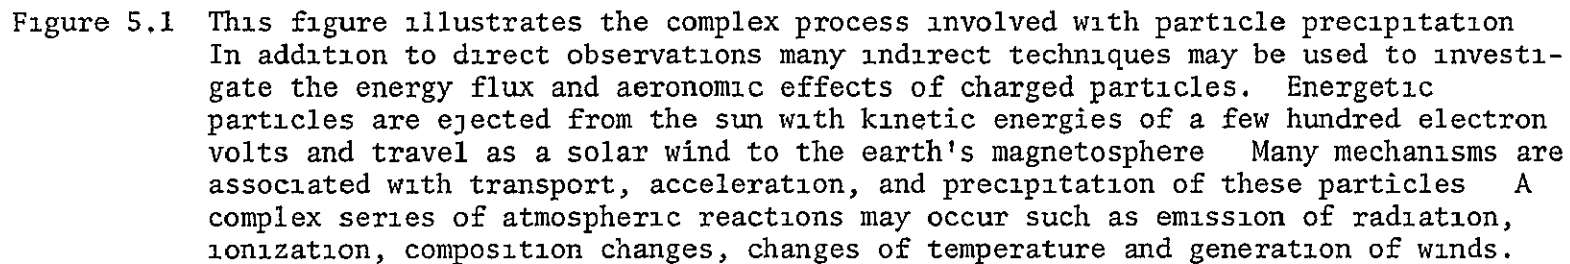 Figure 5.1 This figure illustrates the complex process involved with particle precipitation
In addition to direct observations many indirect techniques may be used to investi-
gate the energy flux and aeronomic effects of charged particles. Energetic
particles are ejected from the sun with kinetic energies of a few hundred electron
volts and travel as a solar wind to the earth's magnetosphere Many mechanisms are
associated with transport, acceleration, and precipitation of these particles A
complex series of atmospheric reactions may occur such as emission of radiation,
ionization, composition changes, changes of temperature and generation of winds.